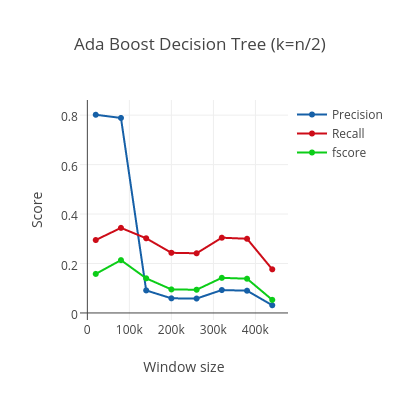 Ada Boost Decision Tree (k=n/2)
Precision
Recall
fscore
Score
0.8
0.6
0.4
0.2
0
0 100k 200k 300k 400k
Window size